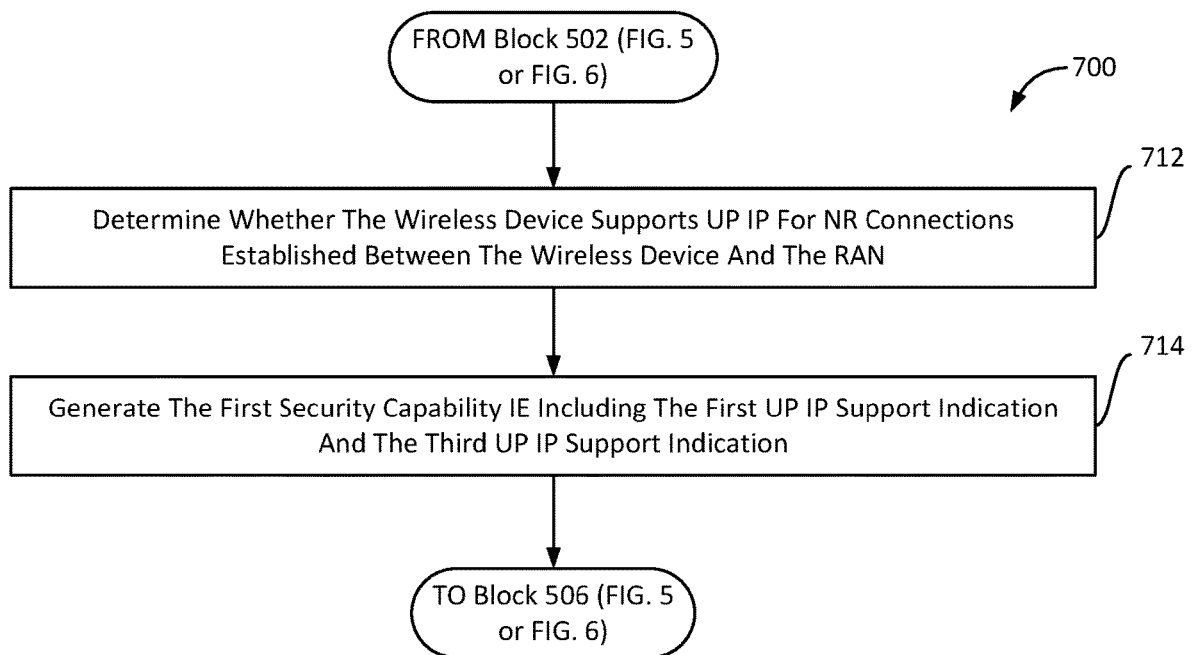 FROM Block 502 (FIG. 5
or FIG. 6)
700
712
Determine Whether The Wireless Device Supports UP IP For NR Connections
Established Between The Wireless Device And The RAN
714
Generate The First Security Capability IE Including The First UP IP Support Indication
And The Third UP IP Support Indication
TO Block 506 (FIG. 5
or FIG. 6)